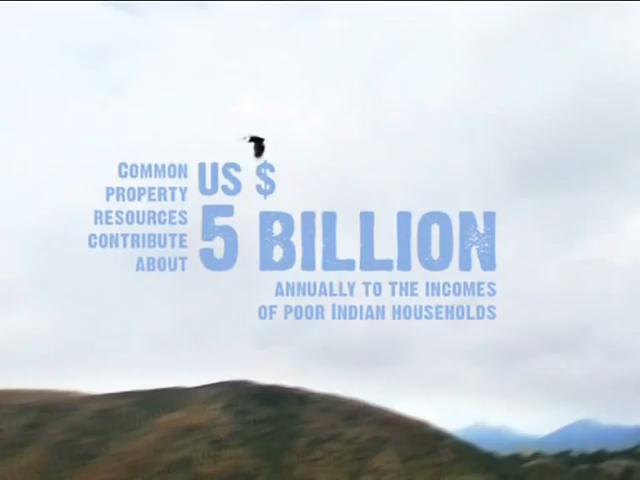 Common
property
resources
contribute
about
US $
5 Billion
annually to the incomes
of poor Indian households